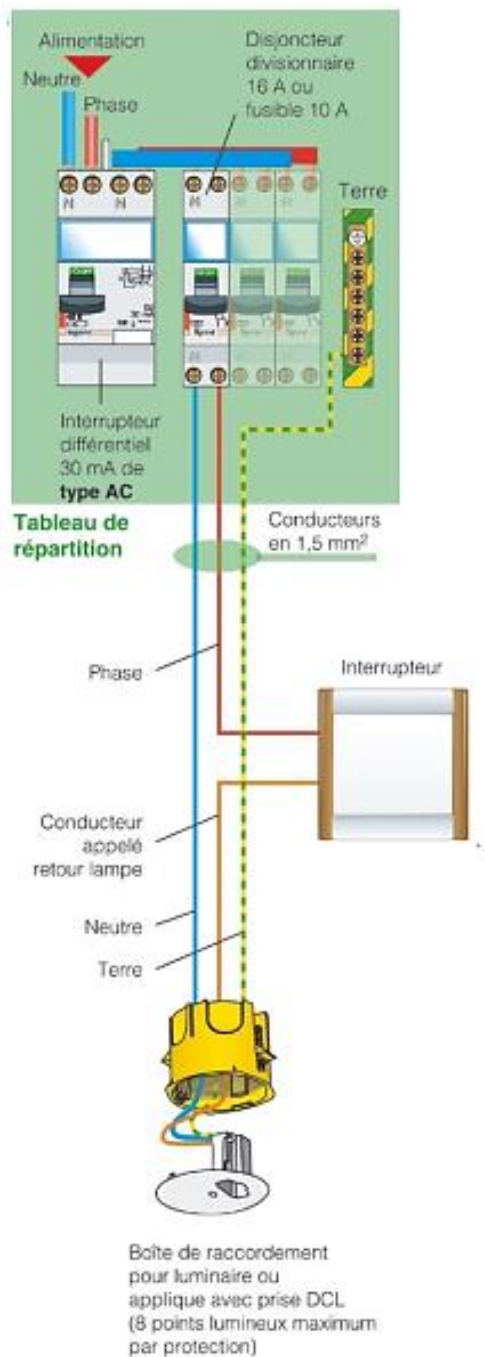 Alimentation
Neutre
Phase
Disjoncteur
divisionnaire
16 A ou
fusible 10 A
Terre
N
N
N
N
N
N
Interrupteur
différentiel
30 mA de
type AC
Tableau de
répartition
Conducteurs
en 1,5 mm²
Phase
Interrupteur
Conducteur
appelé
retour lampe
Neutre
Terre
Boîte de raccordement
pour luminaire ou
applique avec prise DCL
(8 points lumineux maximum
par protection)